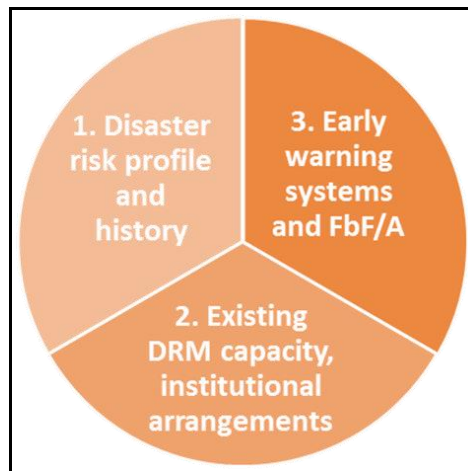 1. Disaster
risk profile
and
history
3. Early
warning
systems
and FbF/A
2. Existing
DRM capacity,
institutional
arrangements